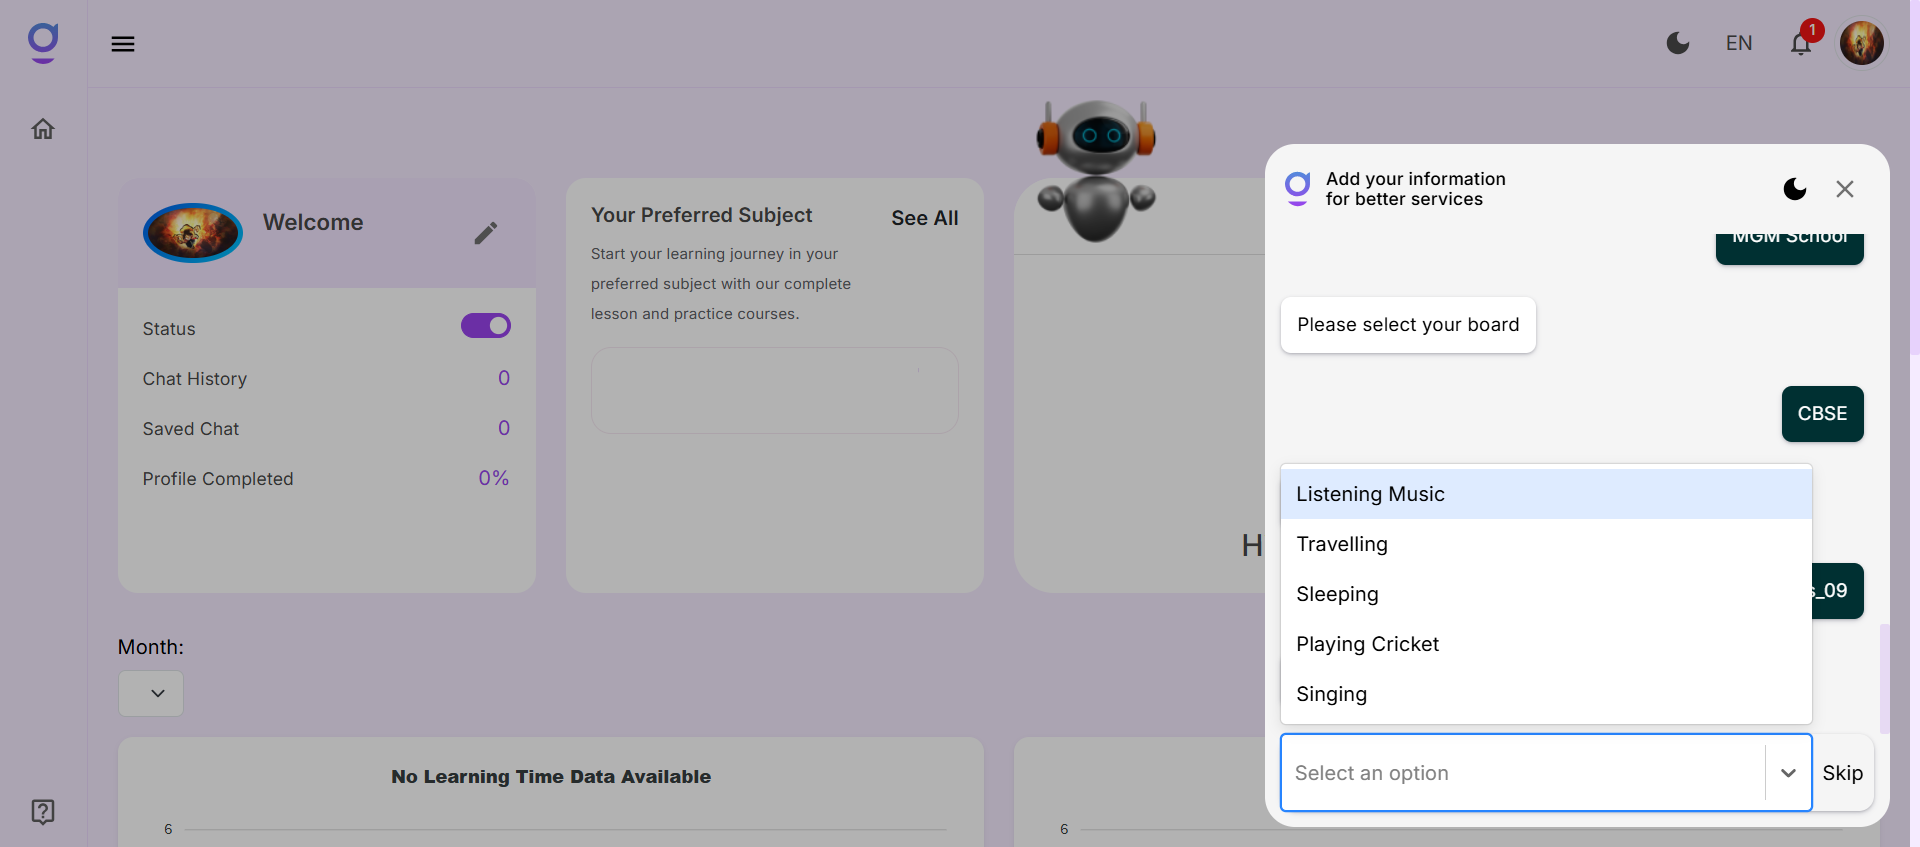 EN
1
Welcome
Status
Chat History
0
Saved Chat
0
Profile Completed
0%
Your Preferred Subject
See All
Start your learning journey in your
preferred subject with our complete
lesson and practice courses.
H
Month:
No Learning Time Data Available
6
6
Add your information
for better services
MGM School
Please select your board
CBSE
s_09
Listening Music
Travelling
Sleeping
Playing Cricket
Singing
Select an option
Skip